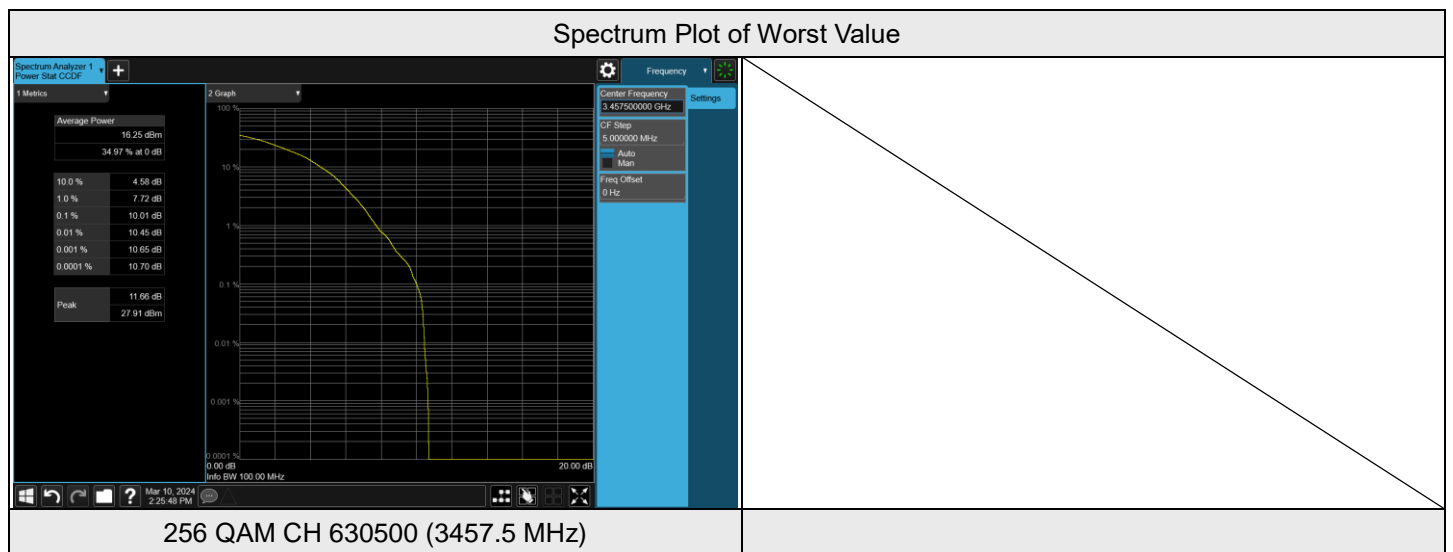 Spectrum Plot of Worst Value
Spectrum Analyzer 1
Power Stat CCDF
Frequency
1 Metrics
2 Graph
Average Power
16.25 dBm
34.97 % at 0 dB
10.0 % 4.58 dB
1.0 % 7.72 dB
0.1 % 10.01 dB
0.01 % 10.45 dB
0.001 % 10.65 dB
0.0001 % 10.70 dB
Peak 11.66 dB
27.91 dBm
100 %
10 %
1 %
0.1 %
0.01 %
0.001 %
0.0001 %
0.00 dB 20.00 dB
Info BW 100.00 MHz
Center Frequency
3.457500000 GHz
Settings
CF Step
5.000000 MHz
Auto
Man
Freq Offset
0 Hz
?
Mar 10, 2024
2:25:48 PM
256 QAM CH 630500 (3457.5 MHz)